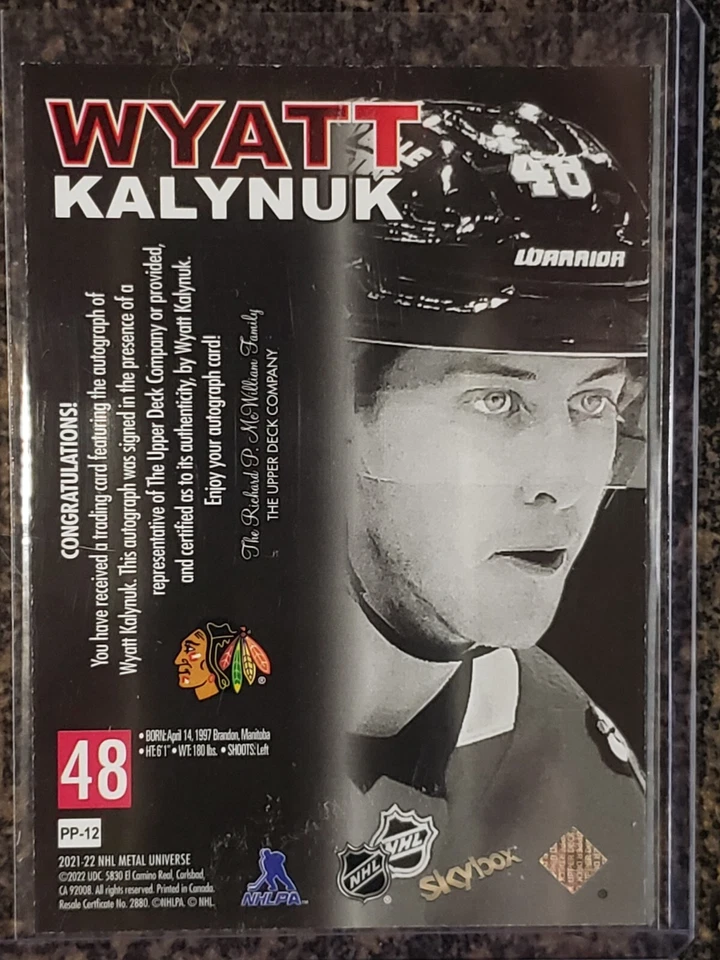 WYATT
KALYNUK
48
WARRIOR
CONGRATULATIONS!
You have received a trading card featuring the autograph of
Wyatt Kalynuk. This autograph was signed in the presence of a
representative of The Upper Deck Company or provided,
and certified as to its authenticity, by Wyatt Kalynuk.
Enjoy your autograph card!
The Richard P. McWilliam Family
THE UPPER DECK COMPANY
®
48
• BORN: April 14, 1997 Brandon, Manitoba
• HT: 6'1" • WT: 180 lbs. • SHOOTS: Left
PP-12
2021-22 NHL METAL UNIVERSE
©2022 UDC. 5830 El Camino Real, Carlsbad,
CA 92008. All rights reserved. Printed in Canada.
Resale Certificate No. 2880. ©NHLPA. © NHL.
NHLPA™
NHL
®
NHL
skybox